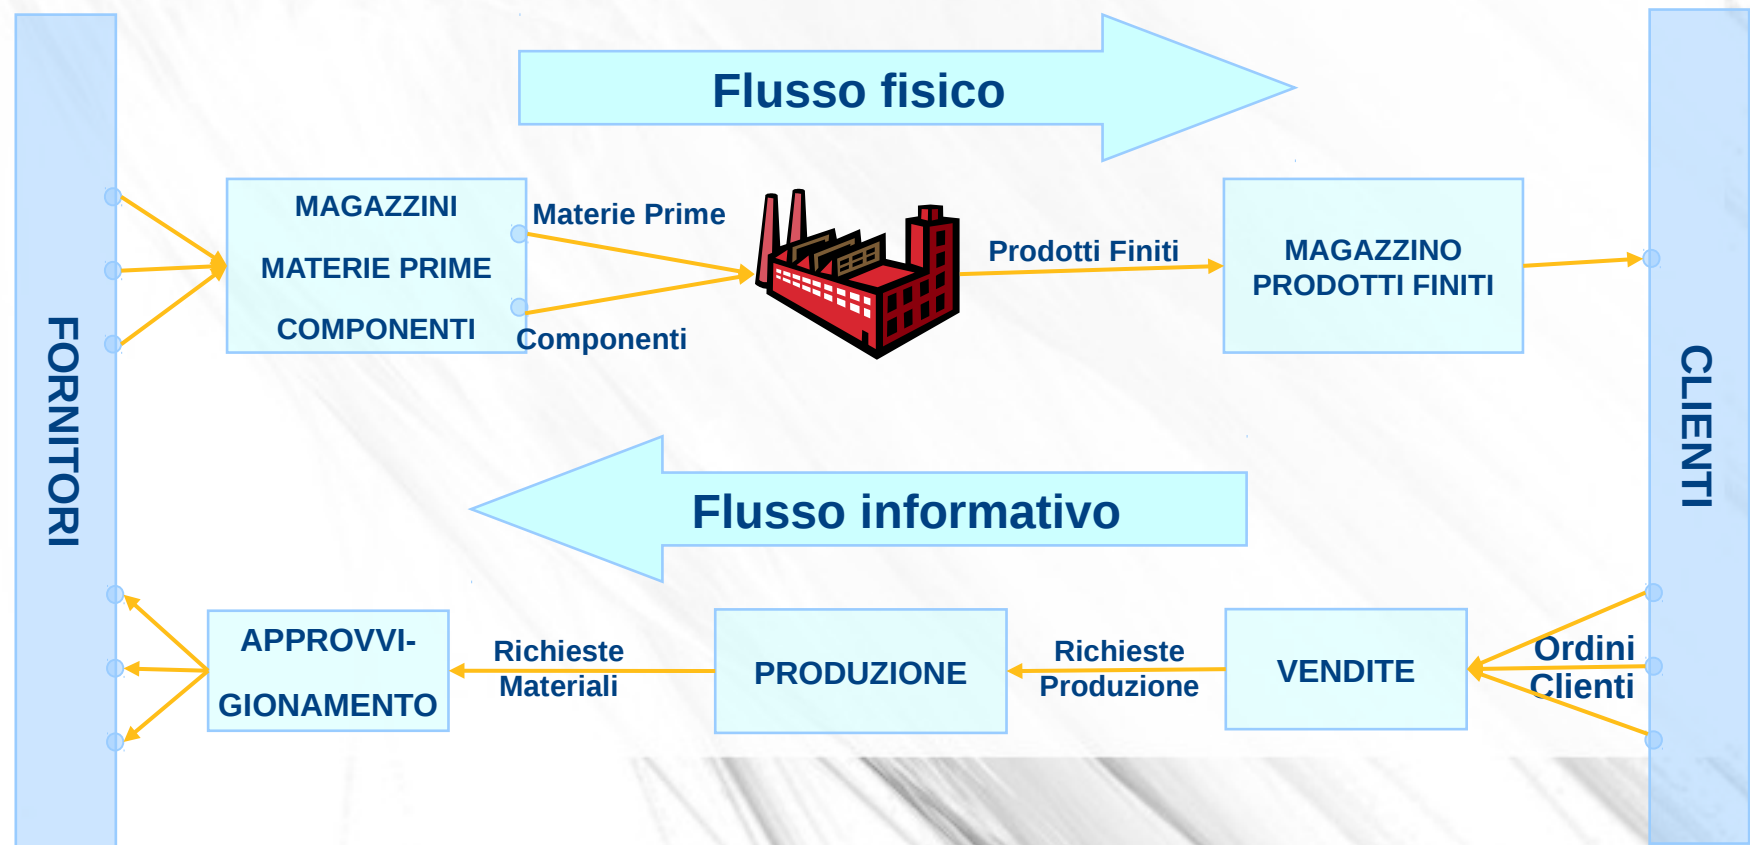 Flusso fisico
MAGAZZINI
MATERIE PRIME
COMPONENTI
Materie Prime
Componenti
Prodotti Finiti
MAGAZZINO
PRODOTTI FINITI
FORNITORI
CLIENTI
Flusso informativo
APPROVVI-
GIONAMENTO
Richieste
Materiali
PRODUZIONE
Richieste
Produzione
VENDITE
Ordini
Clienti